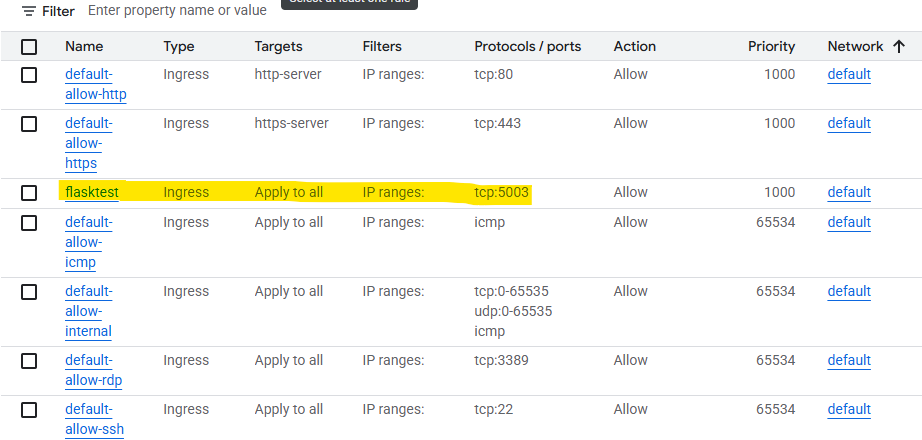 Select at least one rule
Filter Enter property name or value
Name Type Targets Filters Protocols / ports Action Priority Network
default-allow-http Ingress http-server IP ranges: tcp:80 Allow 1000 default
default-allow-https Ingress https-server IP ranges: tcp:443 Allow 1000 default
flasktest Ingress Apply to all IP ranges: tcp:5003 Allow 1000 default
default-allow-icmp Ingress Apply to all IP ranges: icmp Allow 65534 default
default-allow-internal Ingress Apply to all IP ranges: tcp:0-65535 udp:0-65535 icmp Allow 65534 default
default-allow-rdp Ingress Apply to all IP ranges: tcp:3389 Allow 65534 default
default-allow-ssh Ingress Apply to all IP ranges: tcp:22 Allow 65534 default